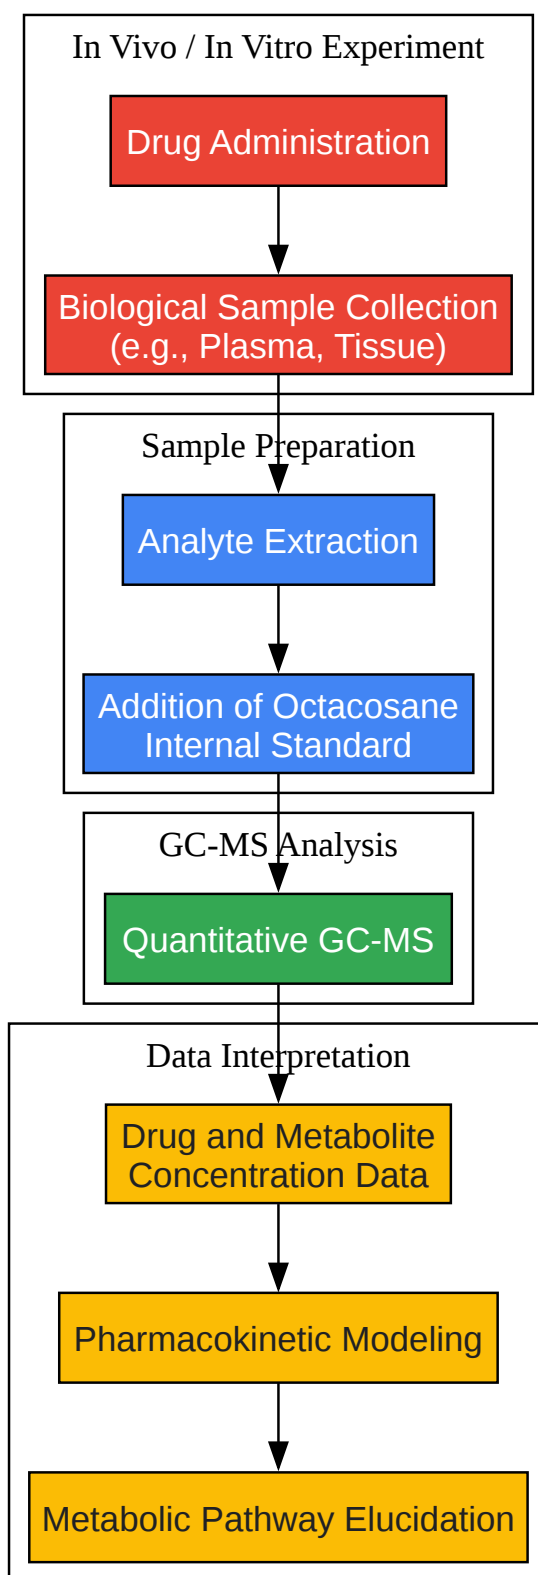 In Vivo / In Vitro Experiment
Drug Administration
Biological Sample Collection
(e.g., Plasma, Tissue)
Sample Preparation
Analyte Extraction
Addition of Octacosane
Internal Standard
GC-MS Analysis
Quantitative GC-MS
Data Interpretation
Drug and Metabolite
Concentration Data
Pharmacokinetic Modeling
Metabolic Pathway Elucidation